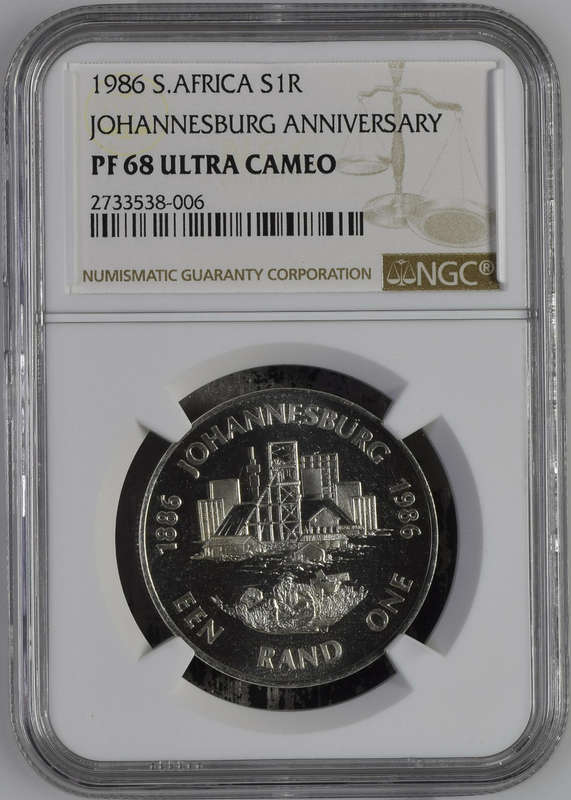 1986 S.AFRICA S1R
JOHANNESBURG ANNIVERSARY
PF 68 ULTRA CAMEO
2733538-006
NUMISMATIC GUARANTY CORPORATION
NGC®
JOHANNESBURG
1886 1986
EEN RAND ONE